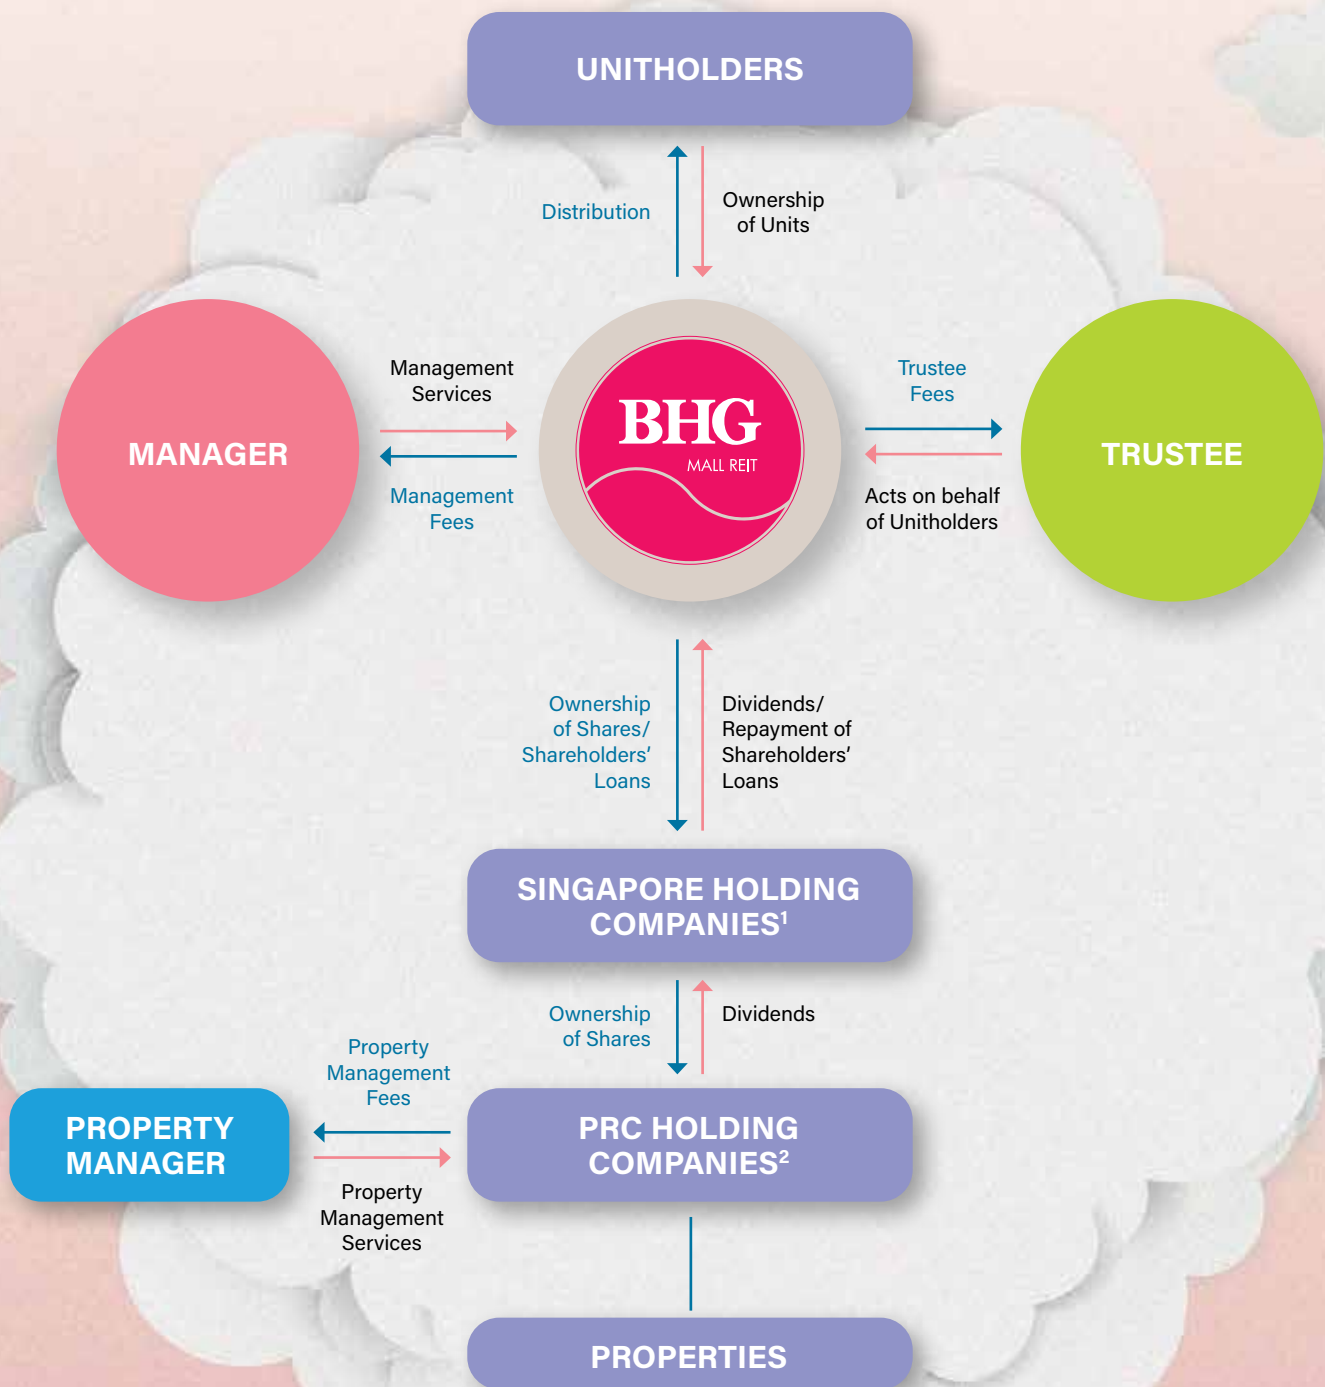 UNITHOLDERS
Distribution
Ownership
of Units
MANAGER
Management
Services
Management
Fees
BHG
MALL REIT
Trustee
Fees
Acts on behalf
of Unitholders
TRUSTEE
Ownership
of Shares/
Shareholders’
Loans
Dividends/
Repayment of
Shareholders’
Loans
SINGAPORE HOLDING
COMPANIES¹
Ownership
of Shares
Dividends
Property
Management
Fees
PROPERTY
MANAGER
Property
Management
Services
PRC HOLDING
COMPANIES²
PROPERTIES